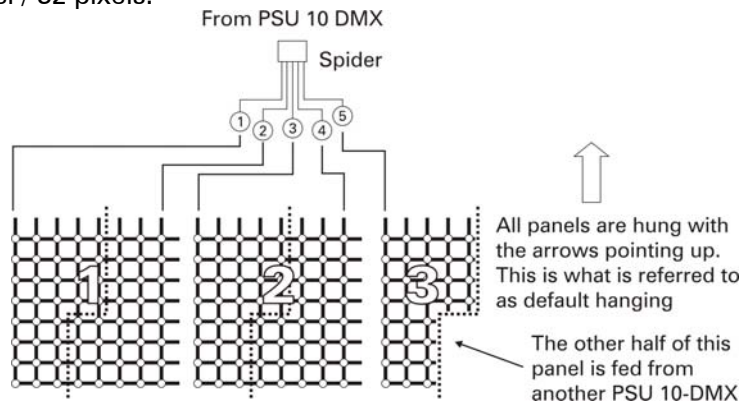 / 32 pixels.
From PSU 10 DMX
Spider
1
2
3
4
5
1
2
3
All panels are hung with
the arrows pointing up.
This is what is referred to
as default hanging
The other half of this
panel is fed from
another PSU 10-DMX